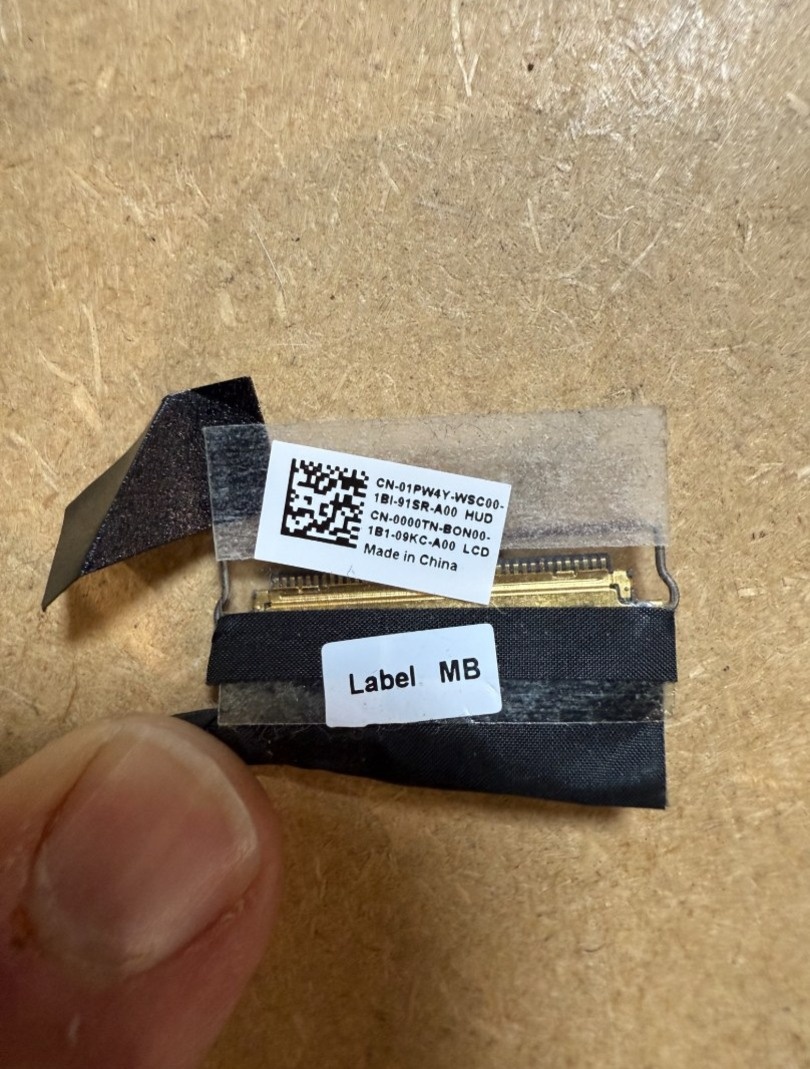 CN-01PW4Y-WSC00-
1BI-91SR-A00 HUD
CN-0000TN-BON00-
1B1-09KC-A00 LCD
Made in China
Label MB